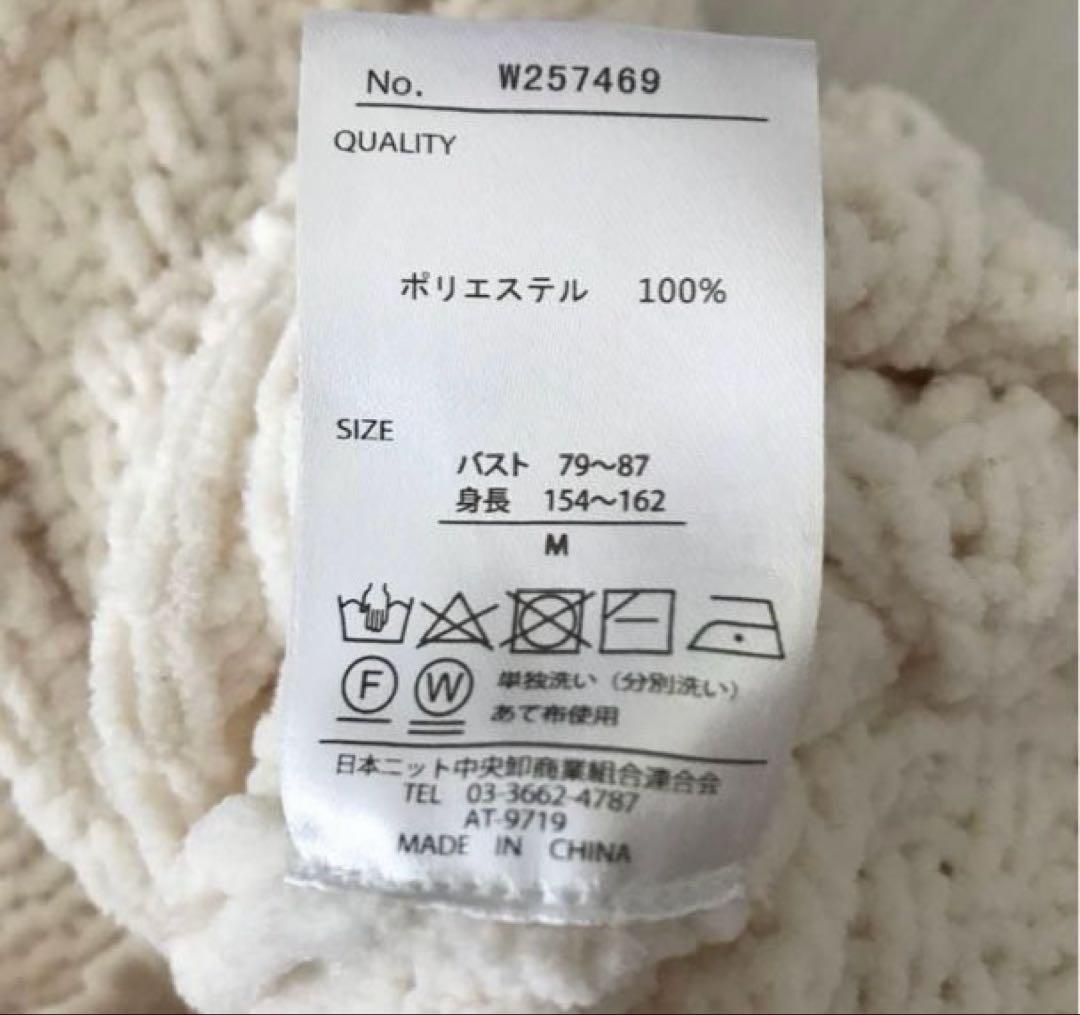 No. W257469
QUALITY
ポリエステル 100%
SIZE
バスト 79～87
身長 154～162
M
F W 単独洗い（分別洗い）
あて布使用
日本ニット中央卸商業組合連合会
TEL 03-3662-4787
AT-9719
MADE IN CHINA